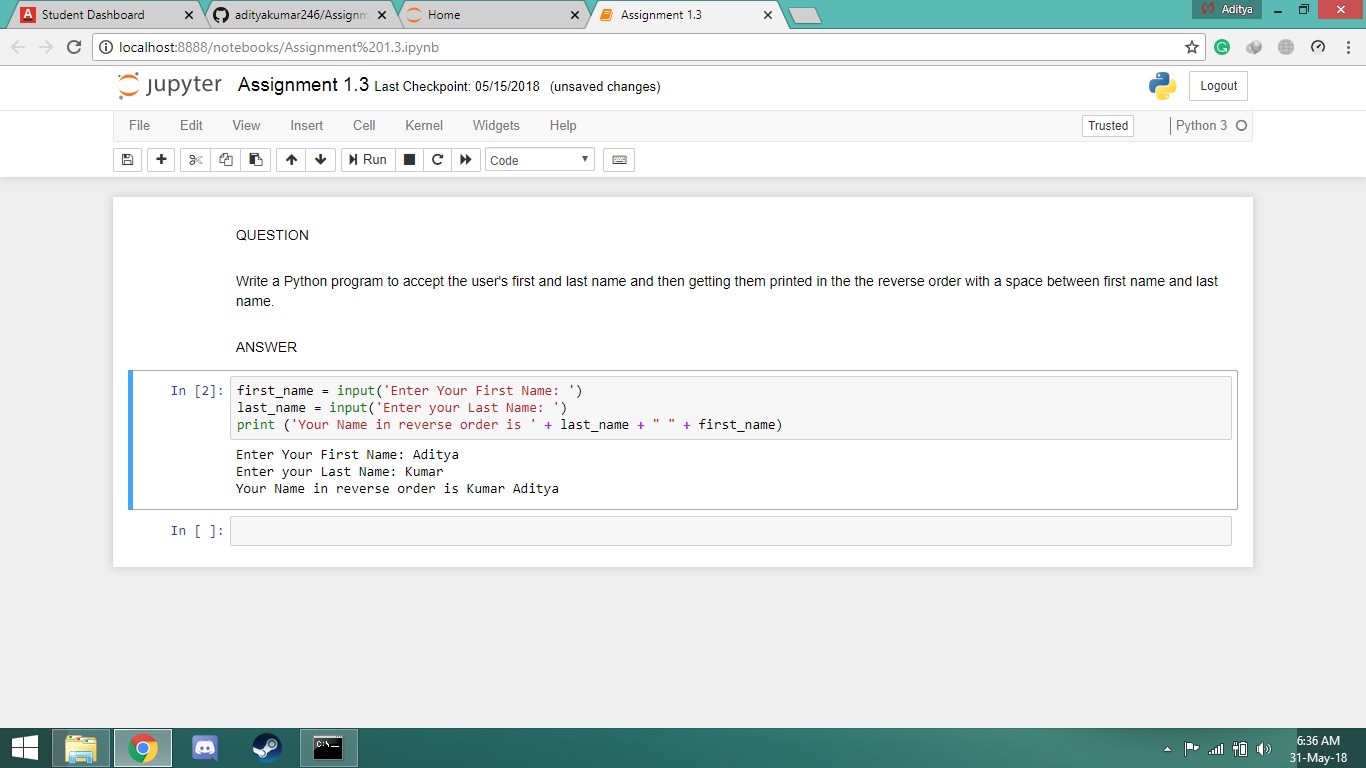 Student Dashboard
adityakumar246/Assignm
Home
Assignment 1.3
Aditya
localhost:8888/notebooks/Assignment%201.3.ipynb
jupyter Assignment 1.3 Last Checkpoint: 05/15/2018 (unsaved changes)
Logout
File Edit View Insert Cell Kernel Widgets Help
Trusted
Python 3
Run
Code
QUESTION
Write a Python program to accept the user's first and last name and then getting them printed in the the reverse order with a space between first name and last
name.
ANSWER
In [2]:
first_name = input('Enter Your First Name: ')
last_name = input('Enter your Last Name: ')
print ('Your Name in reverse order is ' + last_name + " " + first_name)
Enter Your First Name: Aditya
Enter your Last Name: Kumar
Your Name in reverse order is Kumar Aditya
In [ ]:
6:36 AM
31-May-18